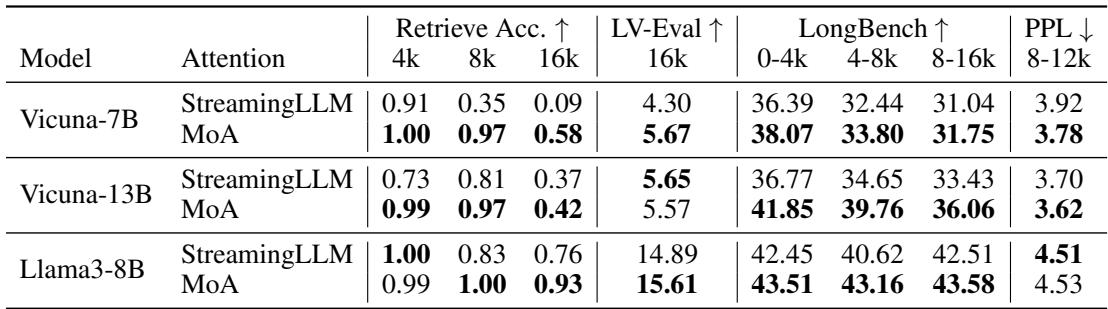 Retrieve Acc. ↑ LV-Eval ↑ LongBench ↑ PPL ↓
Model Attention 4k 8k 16k 16k 0-4k 4-8k 8-16k 8-12k
Vicuna-7B StreamingLLM 0.91 0.35 0.09 4.30 36.39 32.44 31.04 3.92
MoA 1.00 0.97 0.58 5.67 38.07 33.80 31.75 3.78
Vicuna-13B StreamingLLM 0.73 0.81 0.37 5.65 36.77 34.65 33.43 3.70
MoA 0.99 0.97 0.42 5.57 41.85 39.76 36.06 3.62
Llama3-8B StreamingLLM 1.00 0.83 0.76 14.89 42.45 40.62 42.51 4.51
MoA 0.99 1.00 0.93 15.61 43.51 43.16 43.58 4.53